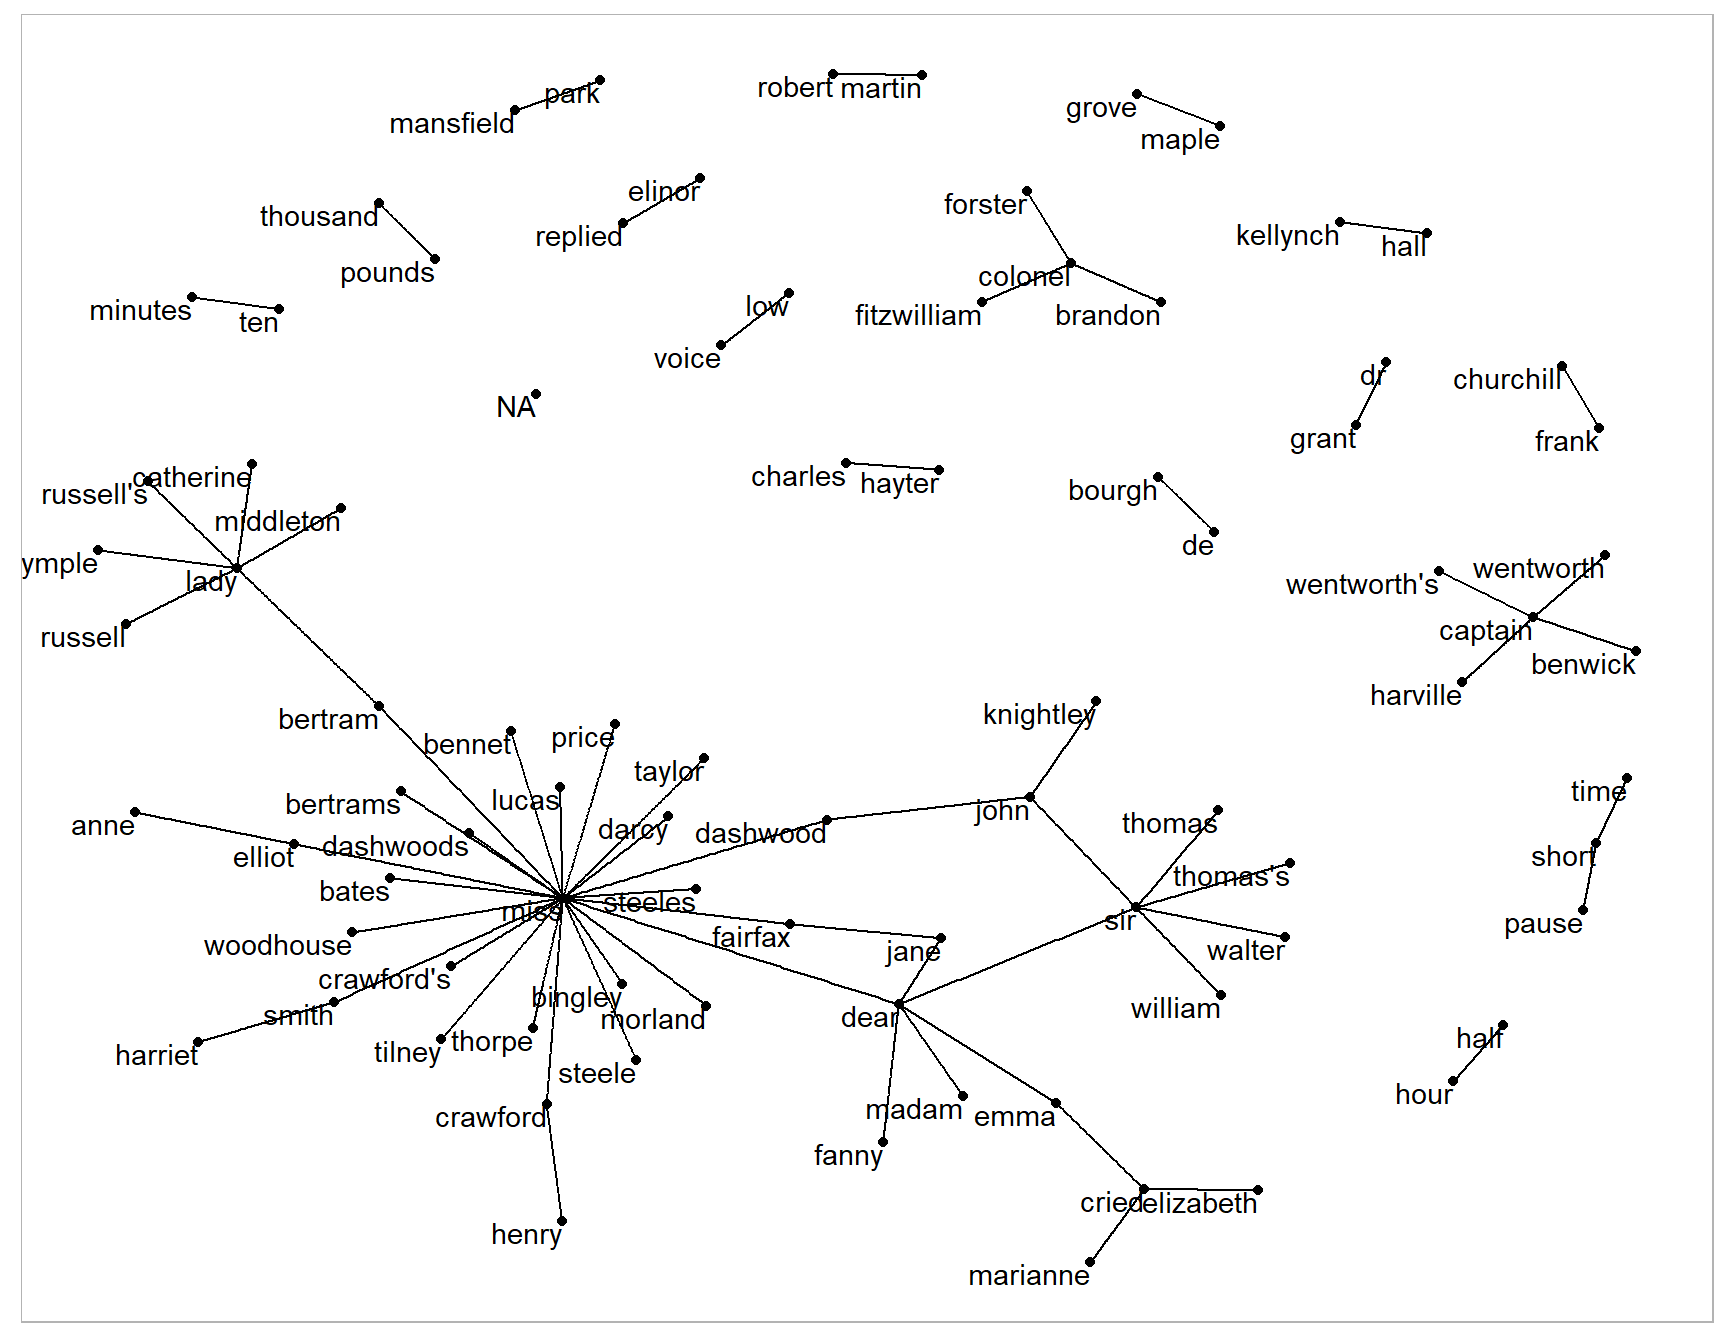 robert martin
park
mansfield
grove
maple
elinor
forster
thousand
replied
kellynch
hall
pounds
colonel
minutes
ten
low
fitzwilliam
brandon
voice
dr
churchill
NA
grant
frank
catherine
charles
hayter
russell's
bourgh
middleton
de
ymple
lady
wentworth
wentworth's
russell
captain
benwick
harville
bertram
knightley
bennet
price
taylor
time
bertrams
lucas
john
anne
darcy
dashwood
thomas
elliot
dashwoods
short
bates
thomas's
miss
steeles
sir
pause
woodhouse
fairfax
jane
walter
crawford's
bingley
smith
morland
dear
william
harriet
tilney
thorpe
half
steele
hour
crawford
madam
emma
fanny
cried
elizabeth
henry
marianne